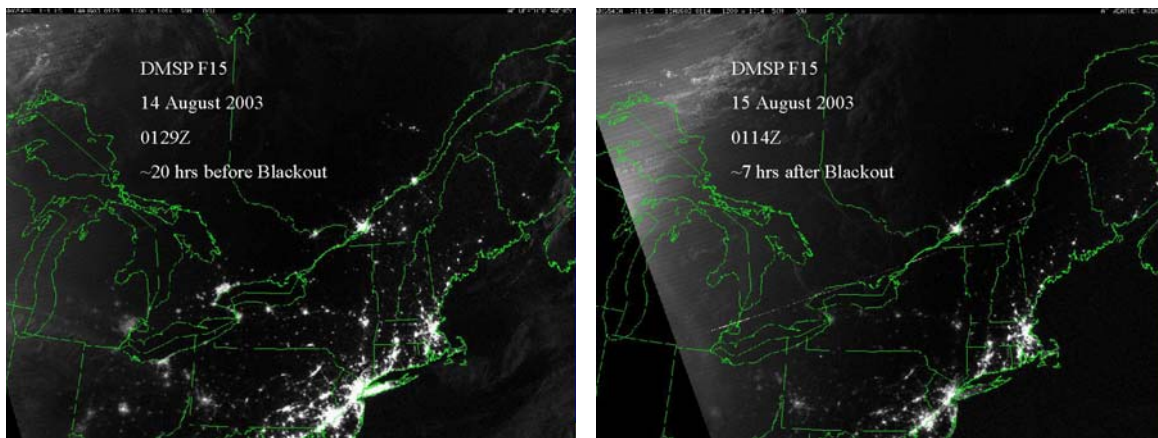 DMSP F15
14 August 2003
0129Z
~20 hrs before Blackout
DMSP F15
15 August 2003
0114Z
~7 hrs after Blackout